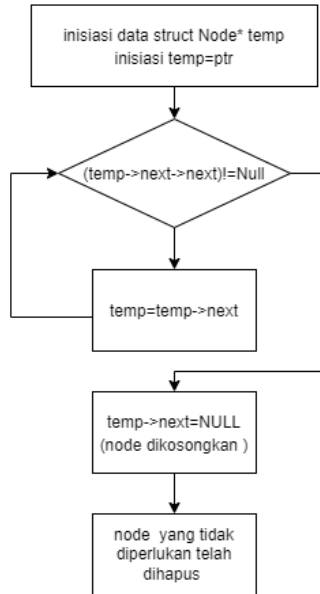 inisiasi data struct Node* temp
inisiasi temp=ptr
(temp->next->next)!=Null
temp=temp->next
temp->next=NULL
(node dikosongkan )
node yang tidak
diperlukan telah
dihapus